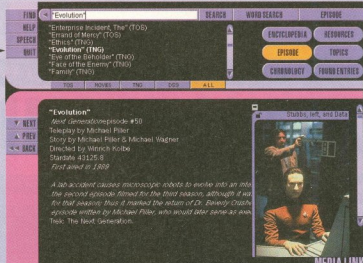 FIND
HELP
SPEECH
QUIT
"Evolution"
SEARCH
WORD SEARCH
EPISODE
"Enterprise Incident, The" (TOS)
"Errand of Mercy" (TOS)
"Ethics" (TNG)
"Evolution" (TNG)
"Eye of the Beholder" (TNG)
"Face of the Enemy" (TNG)
"Family" (TNG)
ENCYCLOPEDIA
RESOURCES
EPISODE
TOPICS
CHRONOLOGY
FOUND ENTRIES
TOS
MOVIES
TNG
DS9
ALL
NEXT
PREV
BACK
"Evolution"
Next Generation episode #50
Teleplay by Michael Piller
Story by Michael Piller & Michael Wagner
Directed by Winrich Kolbe
Stardate 43125.8
First aired in 1989
A lab accident causes microscopic robots to evolve into an inte
the second episode filmed for the third season, although it wa
for that season; thus it marked the return of Dr. Beverly Crushe
episode written by Michael Piller, who would later serve as exec
Trek: The Next Generation.
Stubbs, left, and Data
MEDIA LINK